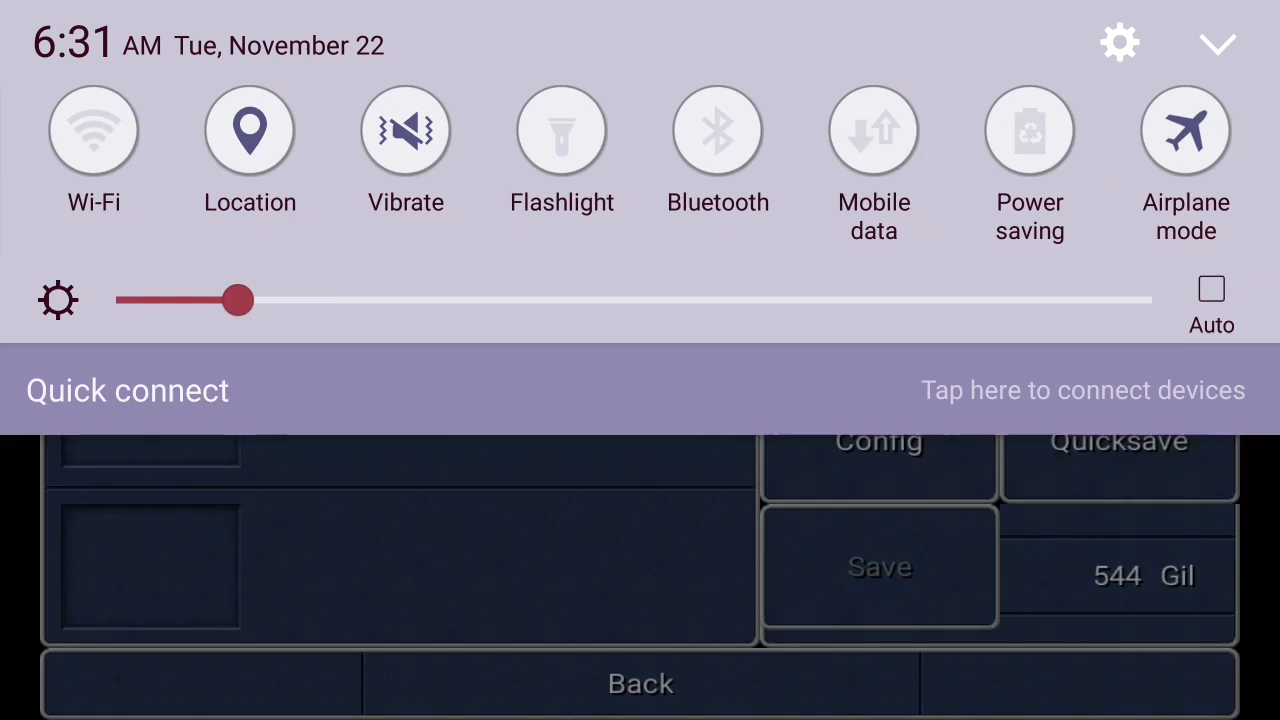 6:31 AM Tue, November 22
Wi-Fi Location Vibrate Flashlight Bluetooth Mobile data Power saving Airplane mode
Auto
Quick connect Tap here to connect devices
Config Quicksave
Save 544 Gil
Back